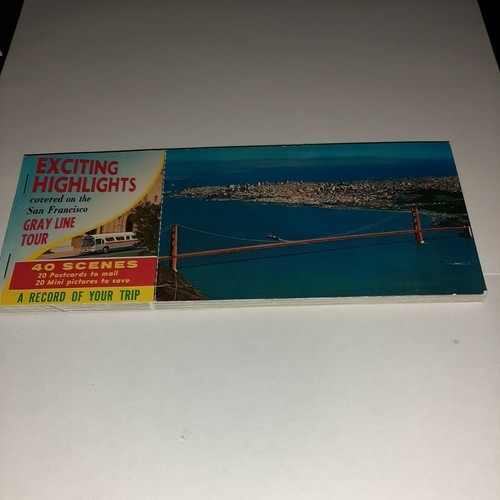 EXCITING
HIGHLIGHTS
covered on the
San Francisco
GRAY LINE
TOUR
40 SCENES
20 Postcards to mail
20 Mini pictures to save
A RECORD OF YOUR TRIP